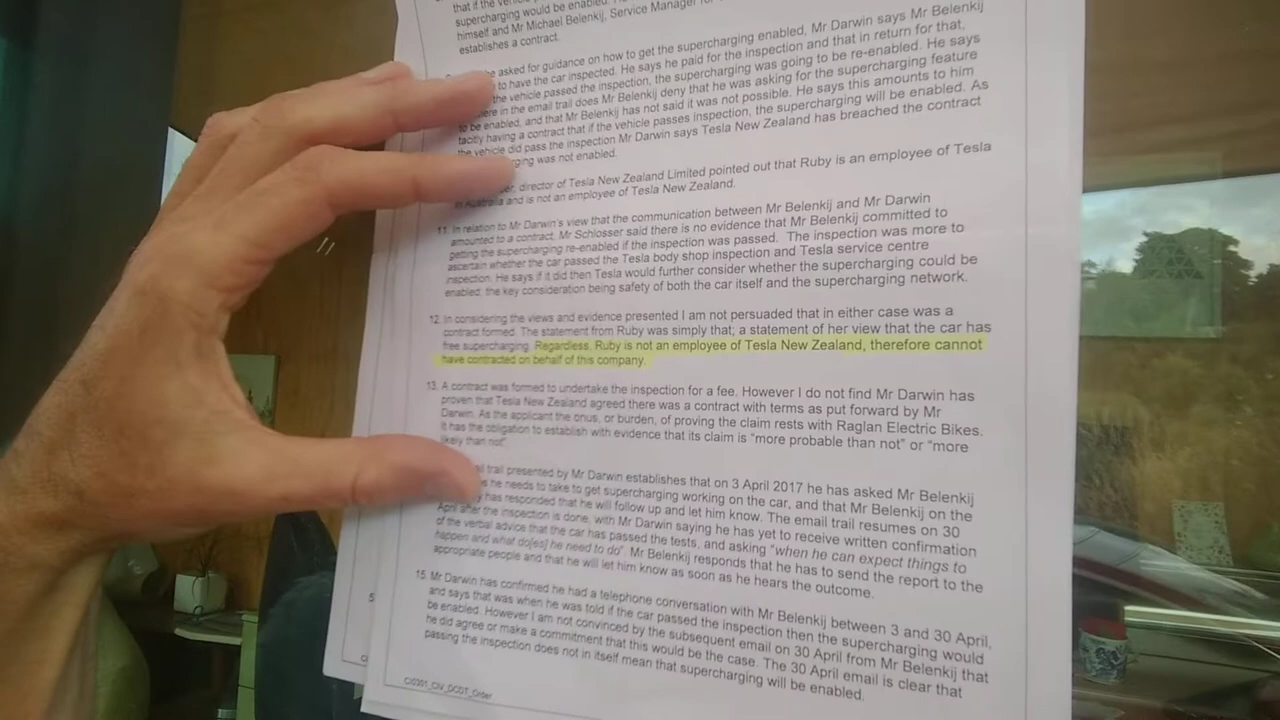 that if the vehicle
supercharging would be enabled. He
himself and Mr Michael Belenkij, Service Manager for
establishes a contract.
he asked for guidance on how to get the supercharging enabled, Mr Darwin says Mr Belenkij
to have the car inspected. He says he paid for the inspection and that in return for that,
the vehicle passed the inspection, the supercharging was going to be re-enabled. He says
in the email trail does Mr Belenkij deny that he was asking for the supercharging feature
to be enabled, and that Mr Belenkij has not said it was not possible. He says this amounts to him
tacitly having a contract that if the vehicle passes inspection, the supercharging will be enabled. As
the vehicle did pass the inspection Mr Darwin says Tesla New Zealand has breached the contract
was not enabled.
director of Tesla New Zealand Limited pointed out that Ruby is an employee of Tesla
in Australia and is not an employee of Tesla New Zealand.
11. In relation to Mr Darwin's view that the communication between Mr Belenkij and Mr Darwin
amounted to a contract, Mr Schlosser said there is no evidence that Mr Belenkij committed to
getting the supercharging re-enabled if the inspection was passed. The inspection was more to
ascertain whether the car passed the Tesla body shop inspection and Tesla service centre
inspection. He says if it did then Tesla would further consider whether the supercharging could be
enabled, the key consideration being safety of both the car itself and the supercharging network.
12. In considering the views and evidence presented I am not persuaded that in either case was a
contract formed. The statement from Ruby was simply that; a statement of her view that the car has
free supercharging. Regardless, Ruby is not an employee of Tesla New Zealand, therefore cannot
have contracted on behalf of this company.
13. A contract was formed to undertake the inspection for a fee. However I do not find Mr Darwin has
proven that Tesla New Zealand agreed there was a contract with terms as put forward by Mr
Darwin. As the applicant the onus, or burden, of proving the claim rests with Raglan Electric Bikes.
It has the obligation to establish with evidence that its claim is "more probable than not" or "more
likely than not".
trail presented by Mr Darwin establishes that on 3 April 2017 he has asked Mr Belenkij
he needs to take to get supercharging working on the car, and that Mr Belenkij on the
has responded that he will follow up and let him know. The email trail resumes on 30
April after the inspection is done, with Mr Darwin saying he has yet to receive written confirmation
of the verbal advice that the car has passed the tests, and asking "when he can expect things to
happen and what do[es] he need to do". Mr Belenkij responds that he has to send the report to the
appropriate people and that he will let him know as soon as he hears the outcome.
15. Mr Darwin has confirmed he had a telephone conversation with Mr Belenkij between 3 and 30 April,
and says that was when he was told if the car passed the inspection then the supercharging would
be enabled. However I am not convinced by the subsequent email on 30 April from Mr Belenkij that
he did agree or make a commitment that this would be the case. The 30 April email is clear that
passing the inspection does not in itself mean that supercharging will be enabled.
5
CI0301_CIV_DCDT_Order